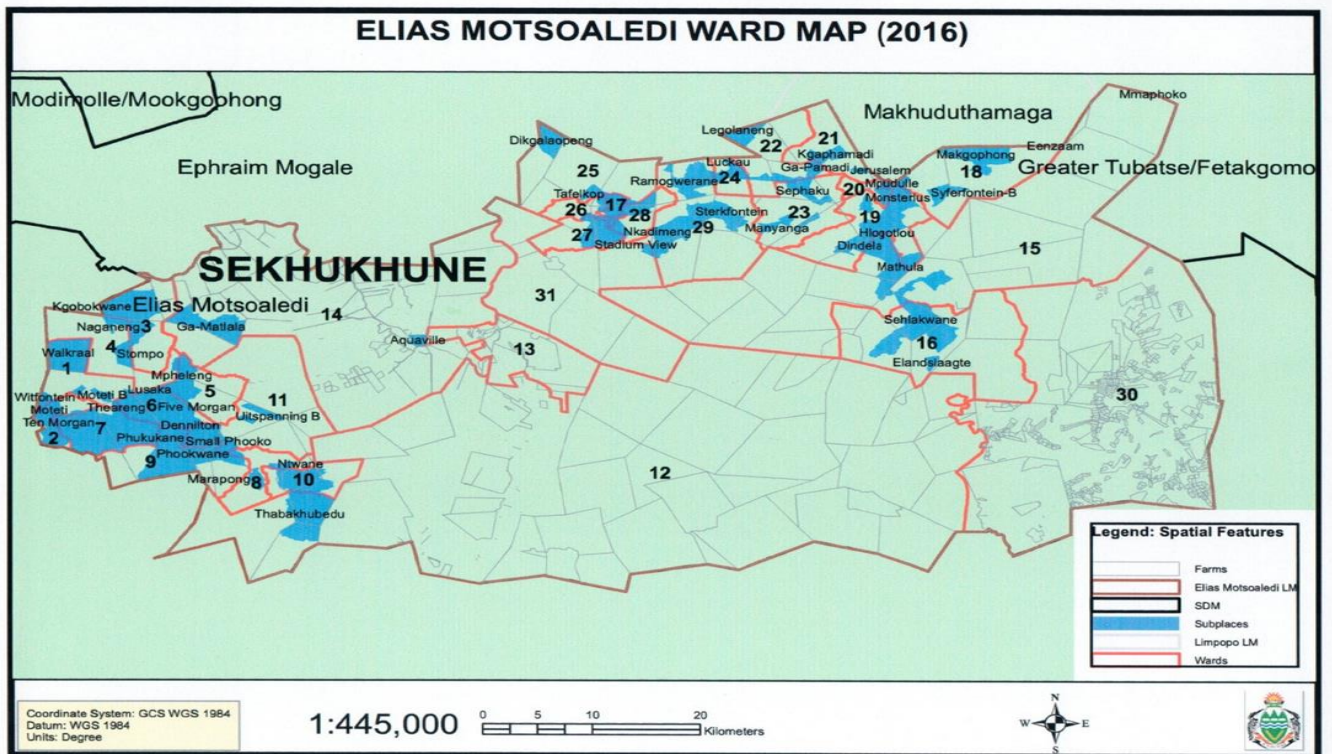 ELIAS MOTSOALEDI WARD MAP (2016)
Modimolle/Mookgophong
Ephraim Mogale
Makhuduthamaga
Mmaphoko
Greater Tubatse/Fetakgomo
SEKHUKHUNE
Elias Motsoaledi
Dikgalaopeng
25
Legolaneng
22
21
Kgaphamadi
Ga-Pamadi
Luckau
24
Ramogwerane
Jerusalem
Makgophong
Eenzaam
18
Syferfontein-B
Tafelkop
17
26
28
27
Nkadimeng
Stadium View
Sterkfontein
29
Sephaku
23
Manyanga
20
Mpudulle
Monsterius
19
Hlogotlou
Dindela
Mathula
15
31
Kgobokwane
Naganeng
3
Ga-Matlala
14
4
Stompo
Walkraal
1
Aquaville
13
Sehlakwane
16
Elandslaagte
30
Mpheleng
Witfontein
Moteti B
Lusaka
5
Moteti
Theareng
6
Five Morgan
11
Uitspanning B
Ten Morgan
2
7
Dennilton
Phukukane
Small Phooko
9
Phookwane
Marapong
8
Ntwane
10
Thabakhubedu
12
Legend: Spatial Features
Farms
Elias Motsoaledi LM
SDM
Subplaces
Limpopo LM
Wards
Coordinate System: GCS WGS 1984
Datum: WGS 1984
Units: Degree
1:445,000
0 5 10 20
Kilometers
N
W E
S